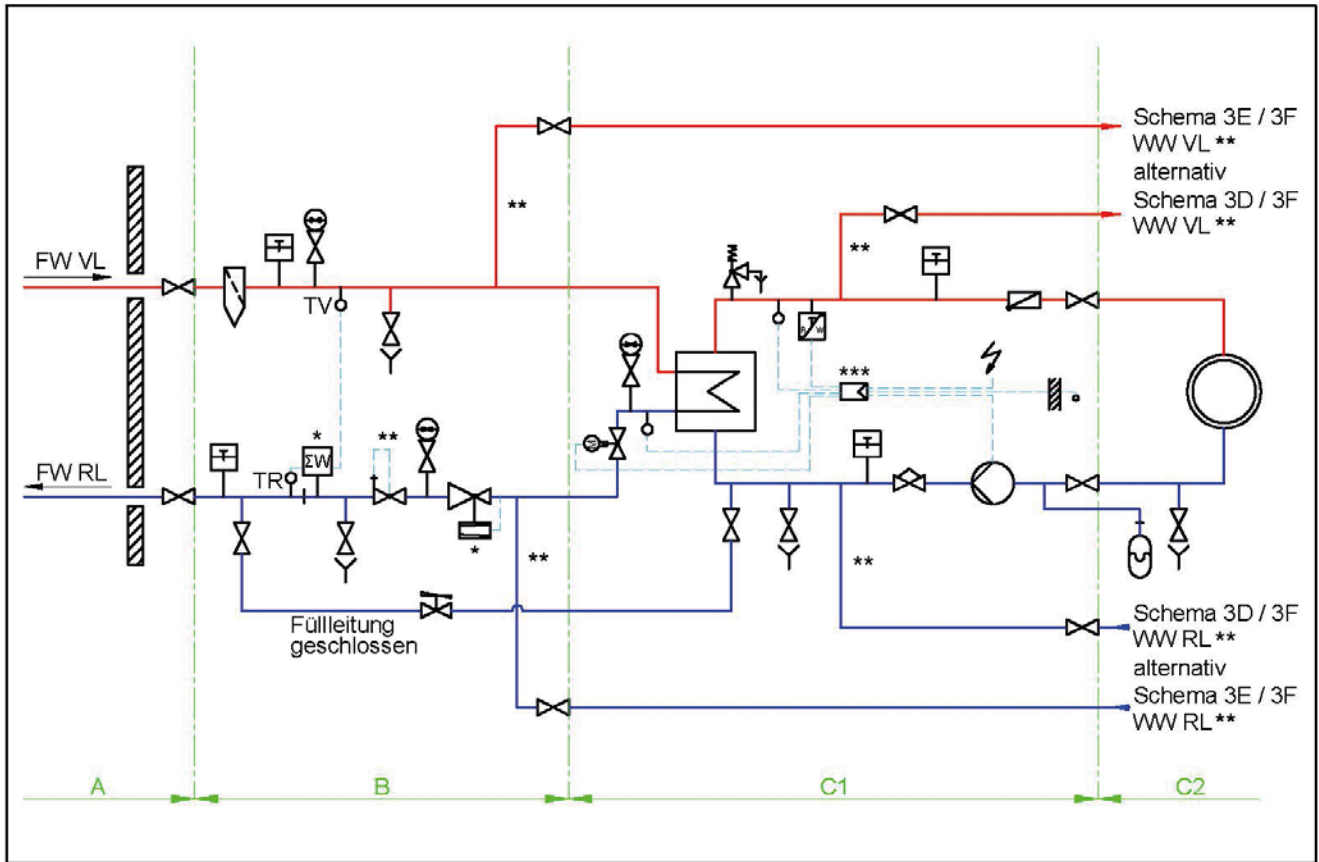 Schema 3E / 3F
WW VL **
alternativ
Schema 3D / 3F
WW VL **
**
**
FW VL
T
T
TV
R
T
W
***
FW RL
T
*
ΣW
TR
**
*
T
**
**
Füllleitung
geschlossen
Schema 3D / 3F
WW RL **
alternativ
Schema 3E / 3F
WW RL **
A
B
C1
C2